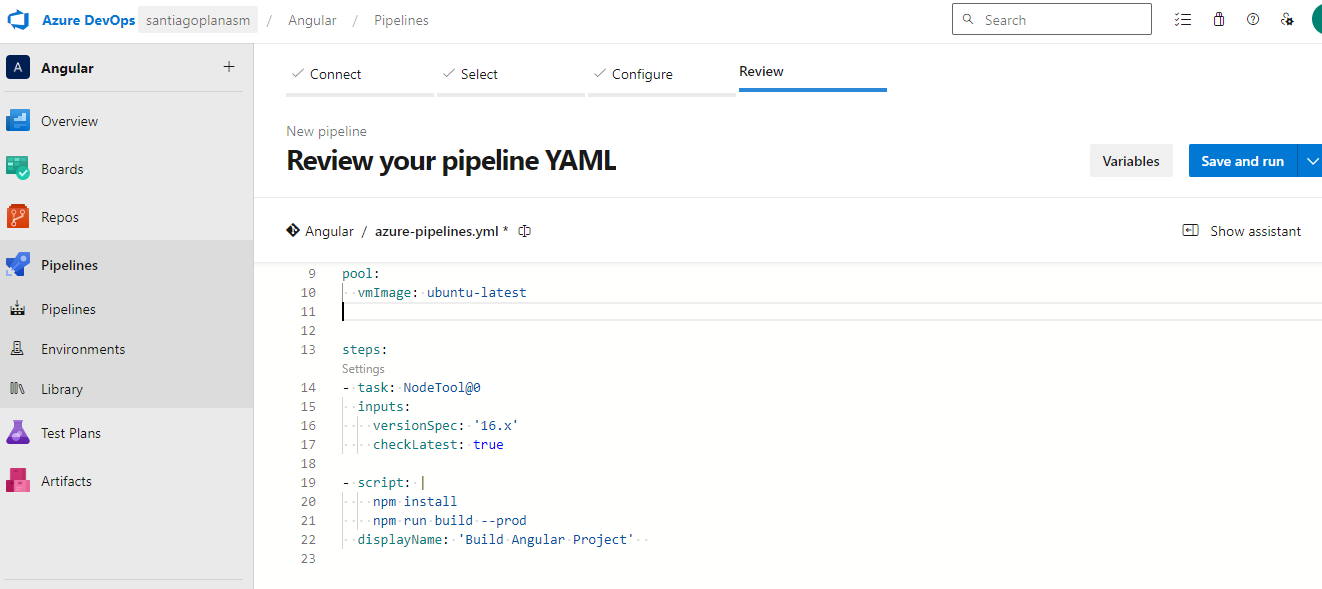 Azure DevOps santiagoplanasm / Angular / Pipelines Search
A Angular +
Overview
Boards
Repos
Pipelines
Pipelines
Environments
Library
Test Plans
Artifacts
Connect Select Configure Review
New pipeline
Review your pipeline YAML
Variables Save and run
Angular / azure-pipelines.yml * Show assistant
9 pool:
10 vmImage: ubuntu-latest
11
12
13 steps:
Settings
14 - task: NodeTool@0
15 inputs:
16 versionSpec: '16.x'
17 checkLatest: true
18
19 - script: |
20 npm install
21 npm run build --prod
22 displayName: 'Build Angular Project'
23